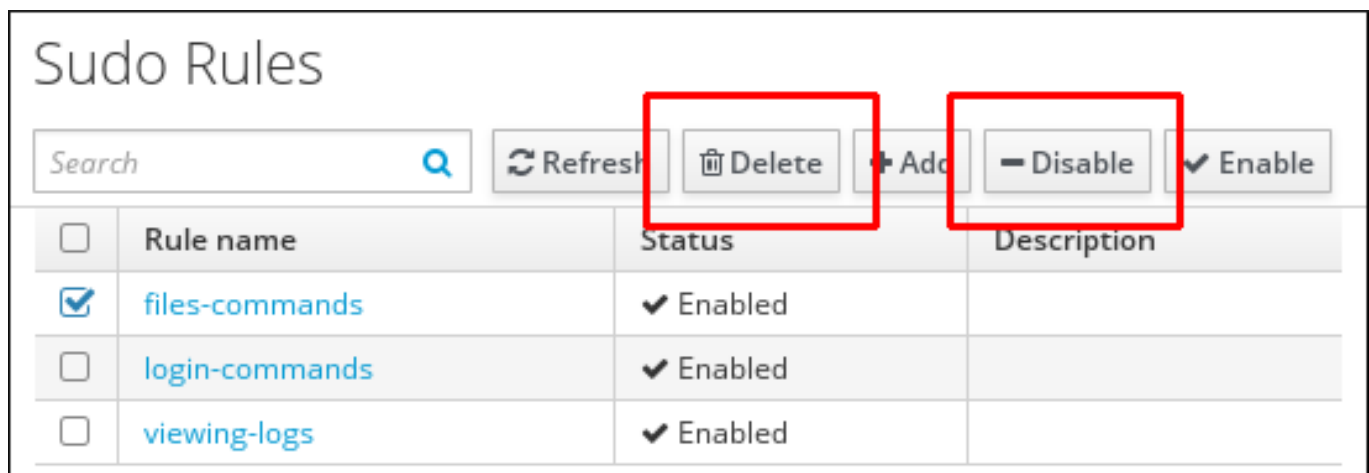 Sudo Rules
Search Refresh Delete Add Disable Enable
Rule name Status Description
files-commands Enabled
login-commands Enabled
viewing-logs Enabled